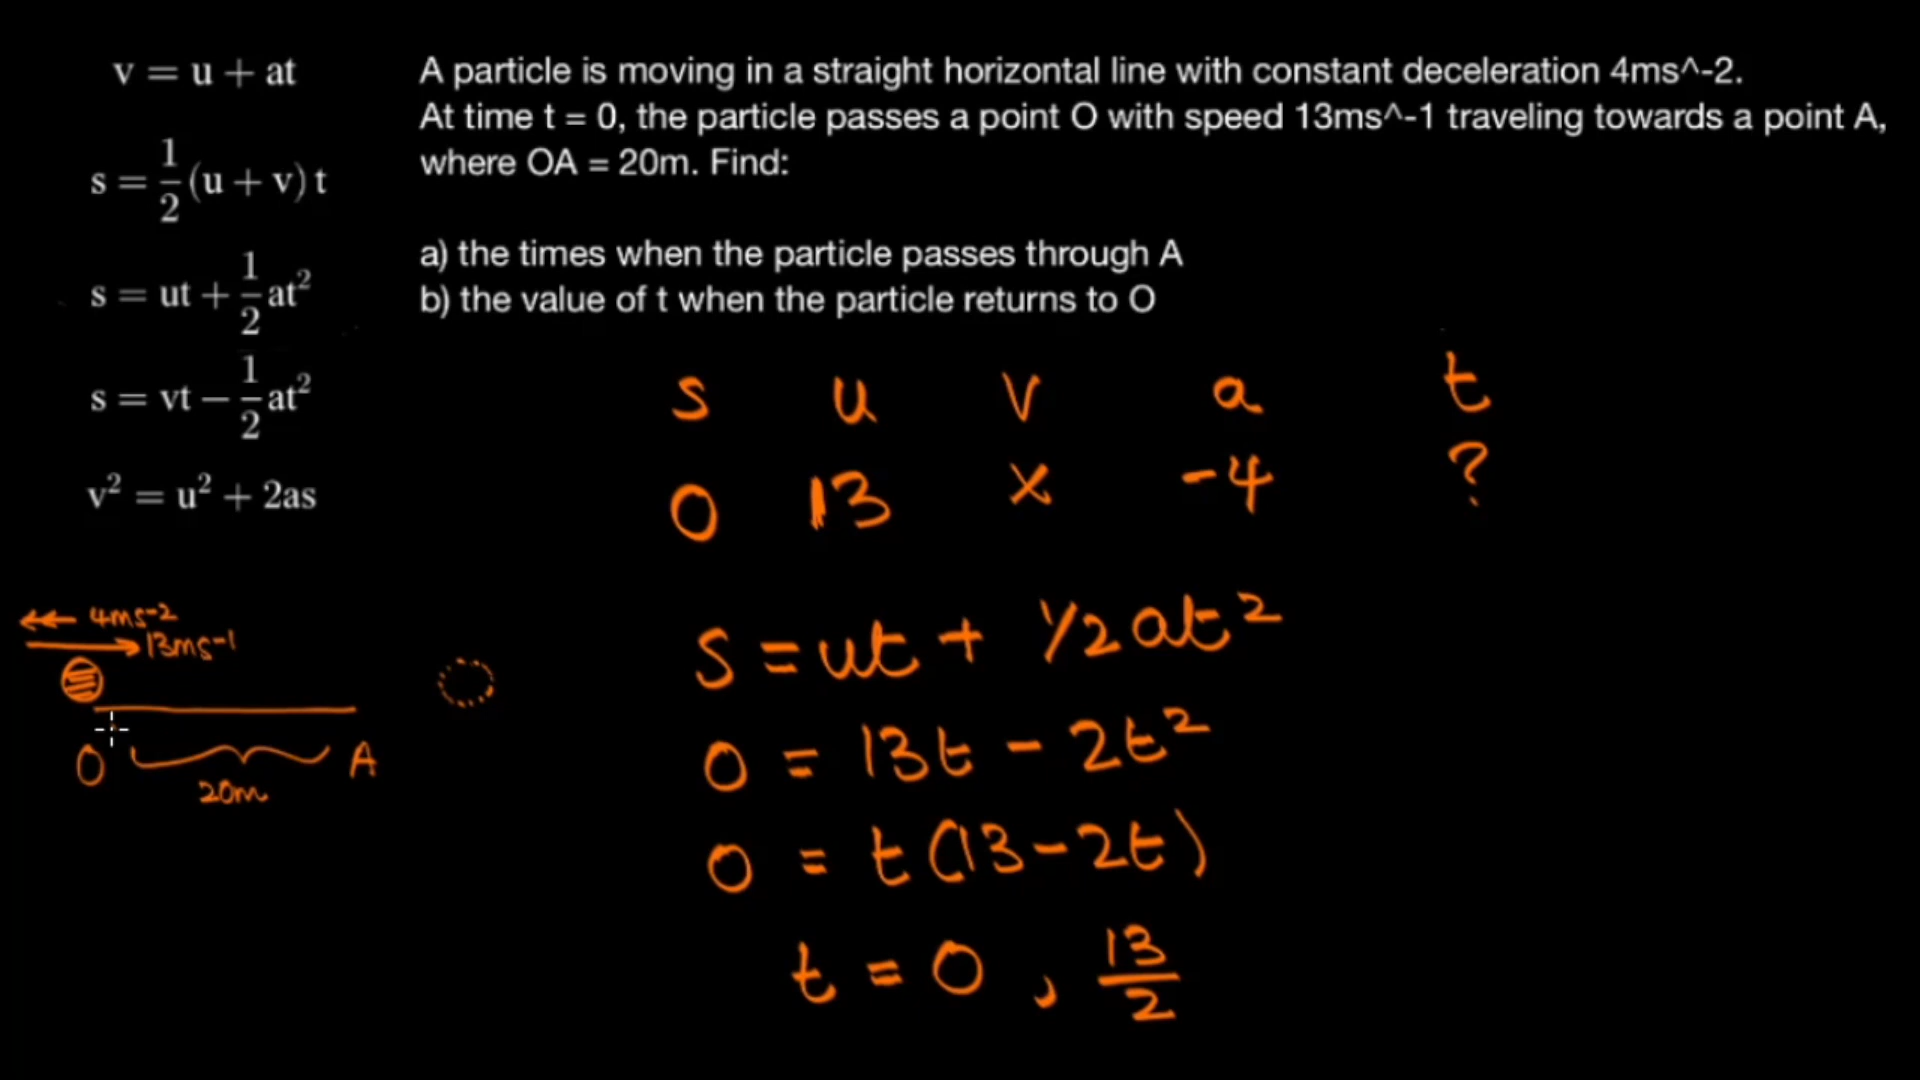 v = u + at
s = 1/2 (u + v) t
s = ut + 1/2 at²
s = vt − 1/2 at²
v² = u² + 2as
A particle is moving in a straight horizontal line with constant deceleration 4ms^-2.
At time t = 0, the particle passes a point O with speed 13ms^-1 traveling towards a point A,
where OA = 20m. Find:
a) the times when the particle passes through A
b) the value of t when the particle returns to O
s u v a t
0 13 x -4 ?
s = ut + 1/2 at²
0 = 13t - 2t²
0 = t(13-2t)
t = 0 , 13/2
4ms-2
13ms-1
O A
20m